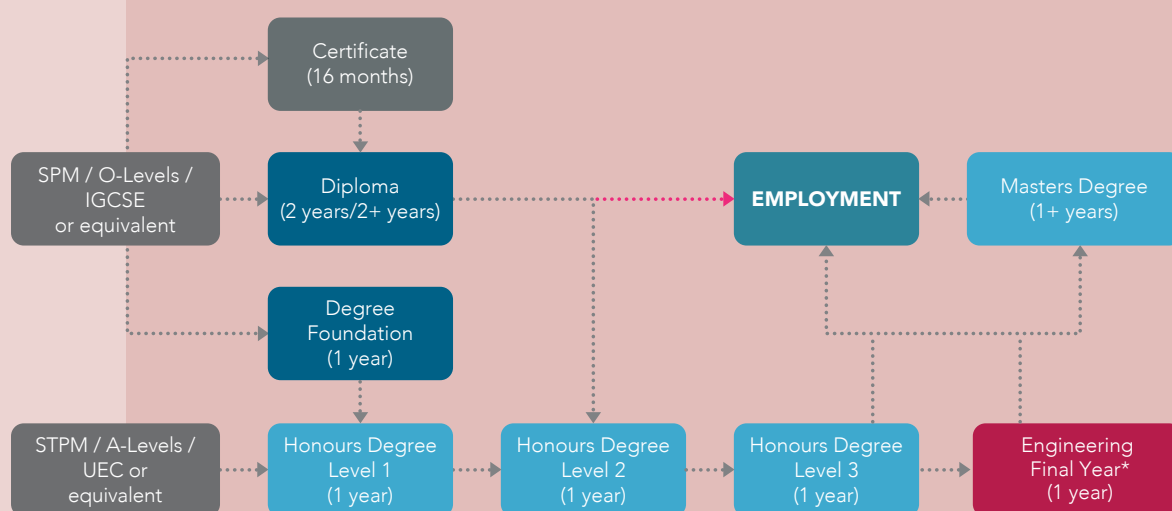 Certificate
(16 months)
SPM / O-Levels /
IGCSE
or equivalent
Diploma
(2 years/2+ years)
EMPLOYMENT
Masters Degree
(1+ years)
Degree
Foundation
(1 year)
STPM / A-Levels /
UEC or
equivalent
Honours Degree
Level 1
(1 year)
Honours Degree
Level 2
(1 year)
Honours Degree
Level 3
(1 year)
Engineering
Final Year*
(1 year)